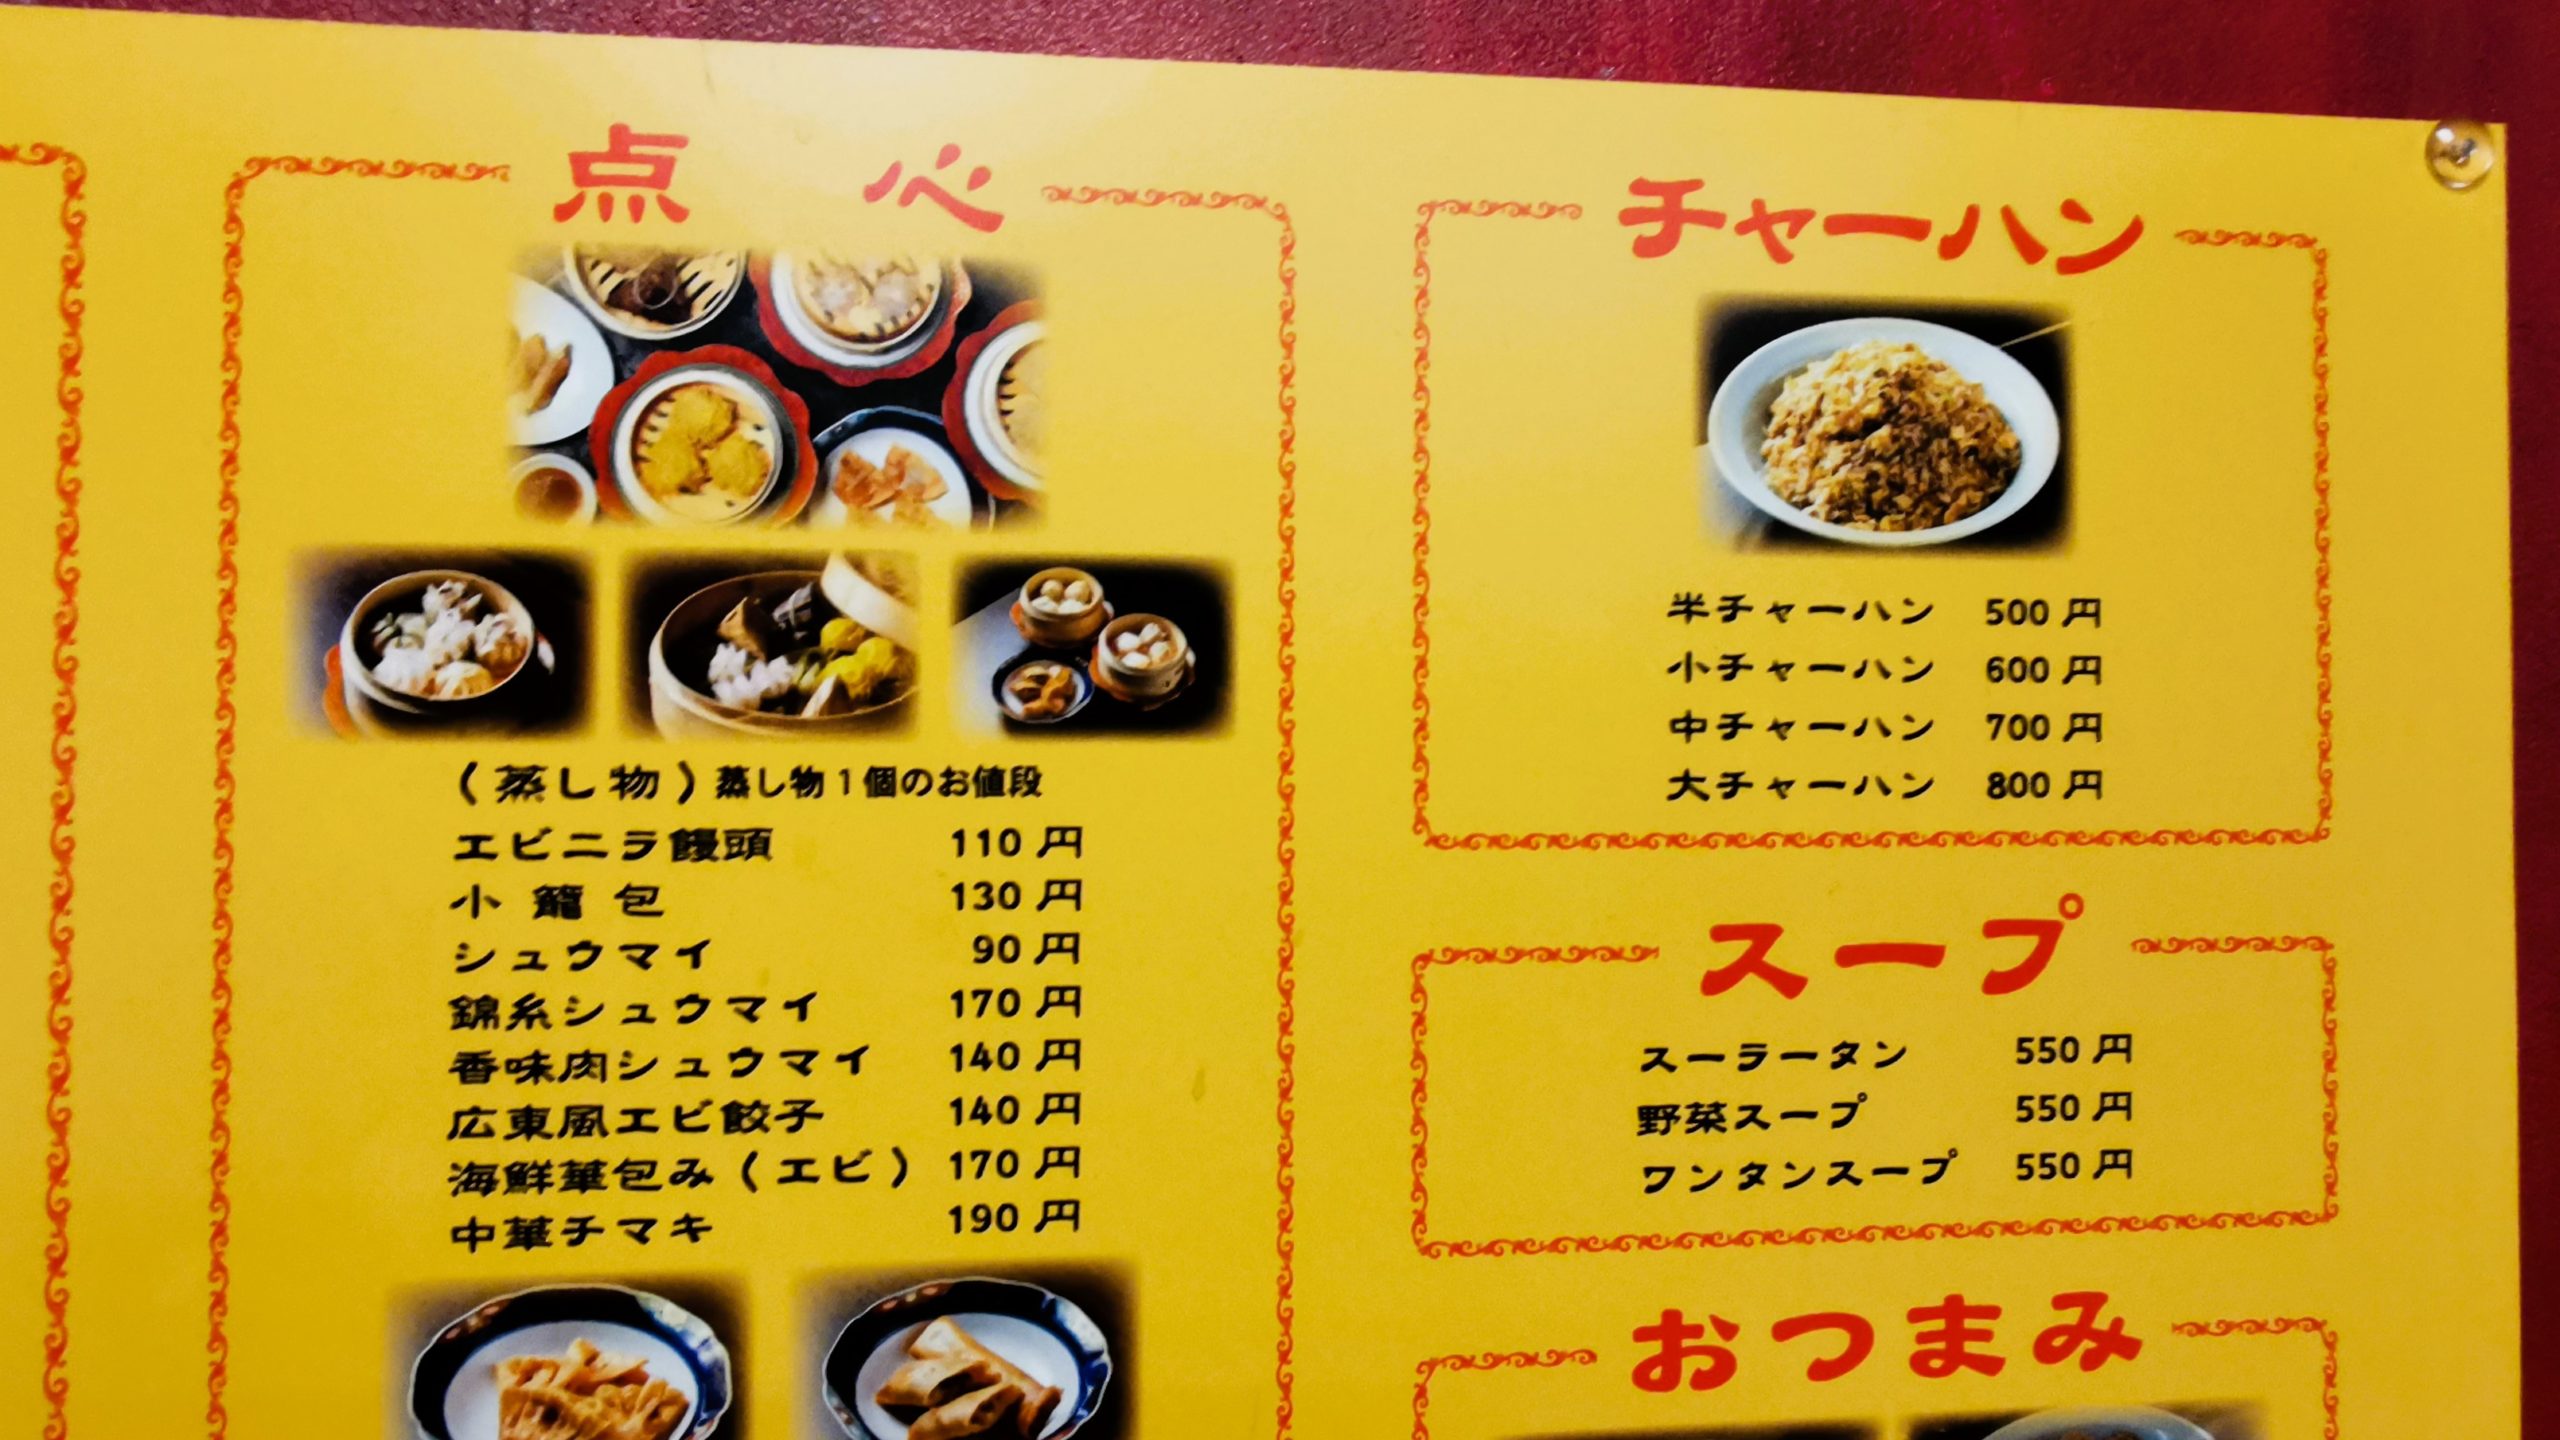 点 心
(蒸し物)蒸し物1個のお値段
エビニラ饅頭 110円
小籠包 130円
シュウマイ 90円
錦糸シュウマイ 170円
香味肉シュウマイ 140円
広東風エビ餃子 140円
海鮮華包み(エビ) 170円
中華チマキ 190円
チャーハン
半チャーハン 500円
小チャーハン 600円
中チャーハン 700円
大チャーハン 800円
スープ
スーラータン 550円
野菜スープ 550円
ワンタンスープ 550円
おつまみ